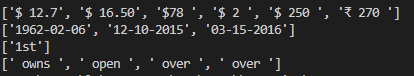 ['$ 12.7', '$ 16.50', '$78 ', '$ 2 ', '$ 250 ', '₹ 270 ']
['1962-02-06', '12-10-2015', '03-15-2016']
['1st']
[' owns ', ' open ', ' over ', ' over ']